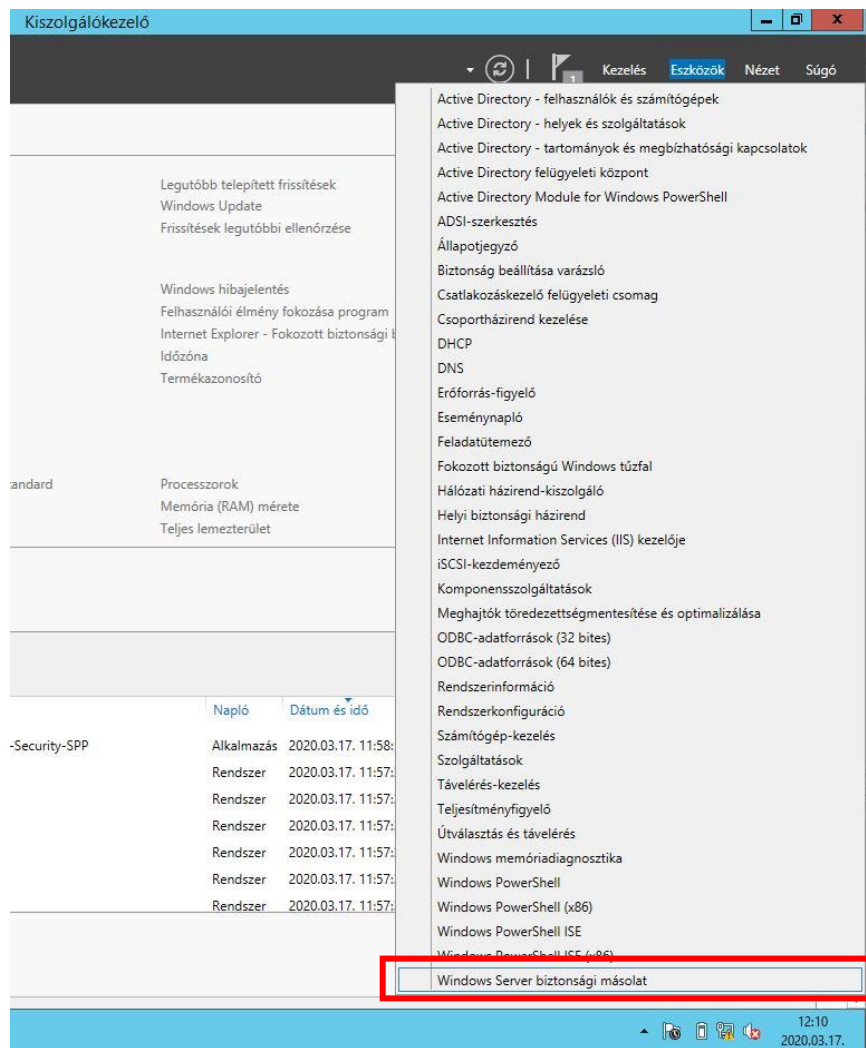 Kiszolgálókezelő
Kezelés Eszközök Nézet Súgó
1
Active Directory - felhasználók és számítógépek
Active Directory - helyek és szolgáltatások
Active Directory - tartományok és megbízhatósági kapcsolatok
Active Directory felügyeleti központ
Active Directory Module for Windows PowerShell
ADSI-szerkesztés
Állapotjegyző
Biztonság beállítása varázsló
Csatlakozáskezelő felügyeleti csomag
Csoportházirend kezelése
DHCP
DNS
Erőforrás-figyelő
Eseménynapló
Feladatütemező
Fokozott biztonságú Windows tűzfal
Hálózati házirend-kiszolgáló
Helyi biztonsági házirend
Internet Information Services (IIS) kezelője
iSCSI-kezdeményező
Komponensszolgáltatások
Meghajtók töredezettségmentesítése és optimalizálása
ODBC-adatforrások (32 bites)
ODBC-adatforrások (64 bites)
Rendszerinformáció
Rendszerkonfiguráció
Számítógép-kezelés
Szolgáltatások
Távelérés-kezelés
Teljesítményfigyelő
Útválasztás és távelérés
Windows memóriadiagnosztika
Windows PowerShell
Windows PowerShell (x86)
Windows PowerShell ISE
Windows PowerShell ISE (x86)
Windows Server biztonsági másolat
Legutóbb telepített frissítések
Windows Update
Frissítések legutóbbi ellenőrzése
Windows hibajelentés
Felhasználói élmény fokozása program
Internet Explorer - Fokozott biztonsági b
Időzóna
Termékazonosító
andard Processzorok
Memória (RAM) mérete
Teljes lemezterület
Napló Dátum és idő
-Security-SPP Alkalmazás 2020.03.17. 11:58:
Rendszer 2020.03.17. 11:57:
Rendszer 2020.03.17. 11:57:
Rendszer 2020.03.17. 11:57:
Rendszer 2020.03.17. 11:57:
Rendszer 2020.03.17. 11:57:
Rendszer 2020.03.17. 11:57:
12:10
2020.03.17.